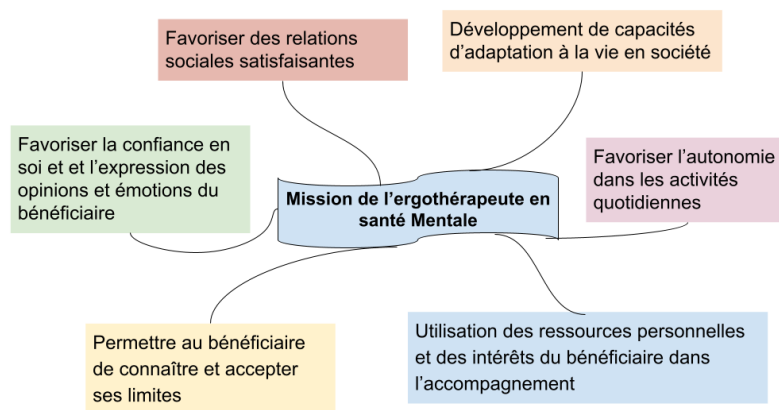 Favoriser des relations
sociales satisfaisantes
Développement de capacités
d’adaptation à la vie en société
Favoriser la confiance en
soi et et l’expression des
opinions et émotions du
bénéficiaire
Mission de l’ergothérapeute en
santé Mentale
Favoriser l’autonomie
dans les activités
quotidiennes
Permettre au bénéficiaire
de connaître et accepter
ses limites
Utilisation des ressources personnelles
et des intérêts du bénéficiaire dans
l’accompagnement